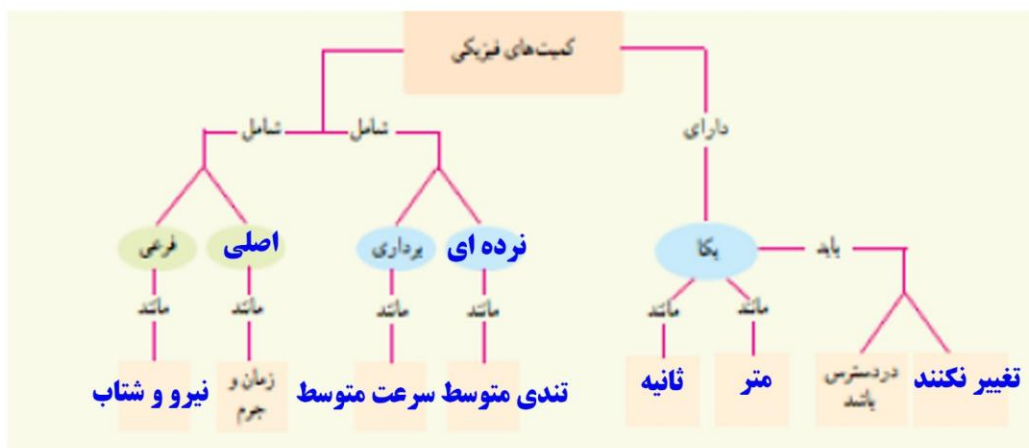 کمیت‌های فیزیکی
دارای
شامل
شامل
یکا
باید
نرده ای
برداری
اصلی
فرعی
مانند
مانند
مانند
مانند
مانند
مانند
تغییر نکنند
دردسترس
باشد
متر
ثانیه
تندی متوسط
سرعت متوسط
زمان و
جرم
نیرو و شتاب